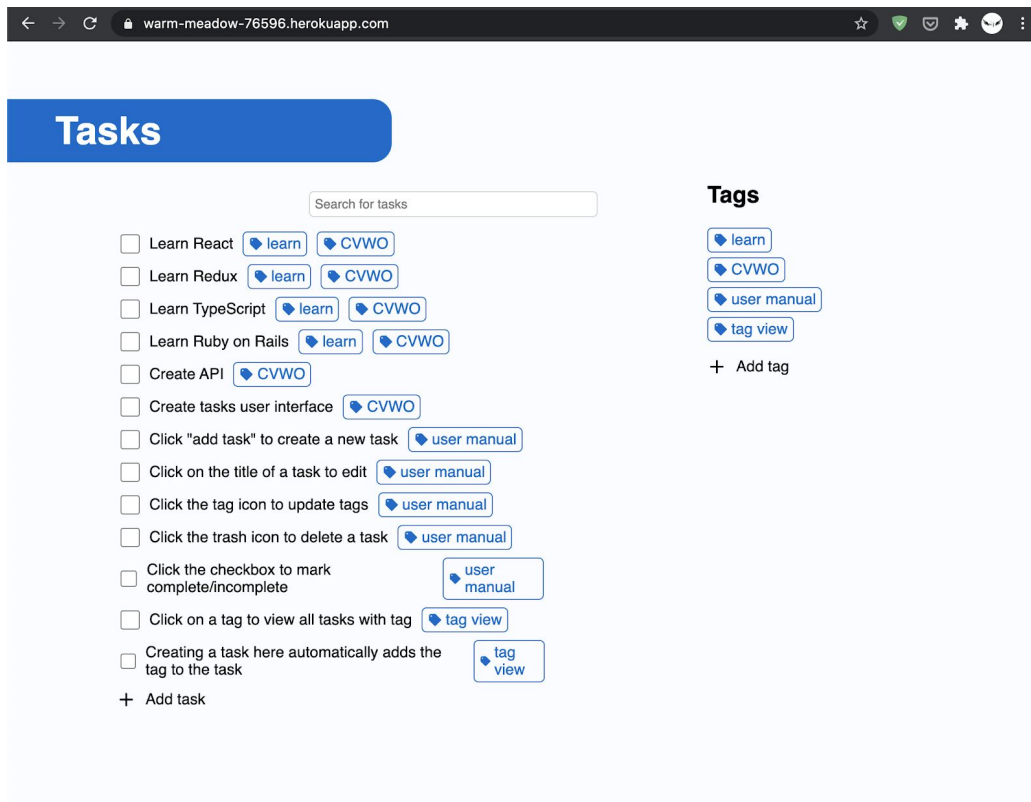 warm-meadow-76596.herokuapp.com
Tasks
Search for tasks
Learn React learn CVWO
Learn Redux learn CVWO
Learn TypeScript learn CVWO
Learn Ruby on Rails learn CVWO
Create API CVWO
Create tasks user interface CVWO
Click "add task" to create a new task user manual
Click on the title of a task to edit user manual
Click the tag icon to update tags user manual
Click the trash icon to delete a task user manual
Click the checkbox to mark
complete/incomplete
user
manual
Click on a tag to view all tasks with tag tag view
Creating a task here automatically adds the
tag to the task
tag
view
Add task
Tags
learn
CVWO
user manual
tag view
Add tag